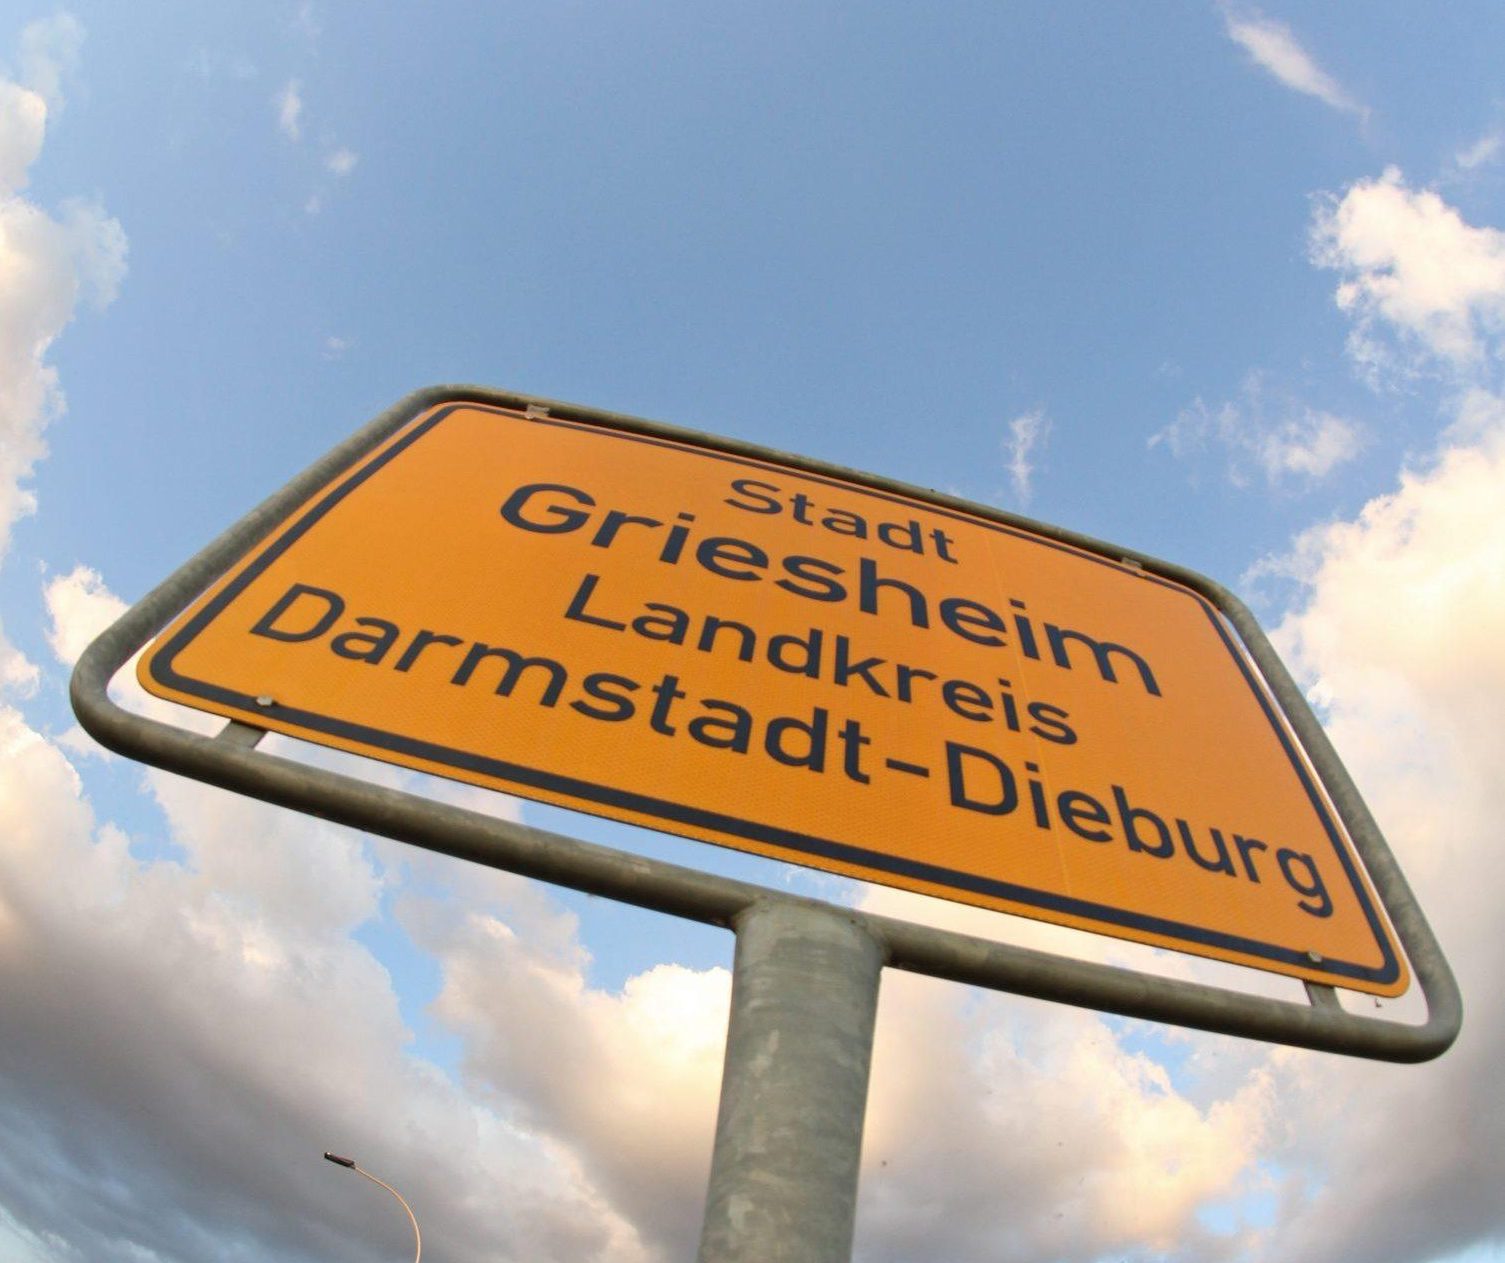 Stadt
Griesheim
Landkreis
Darmstadt-Dieburg